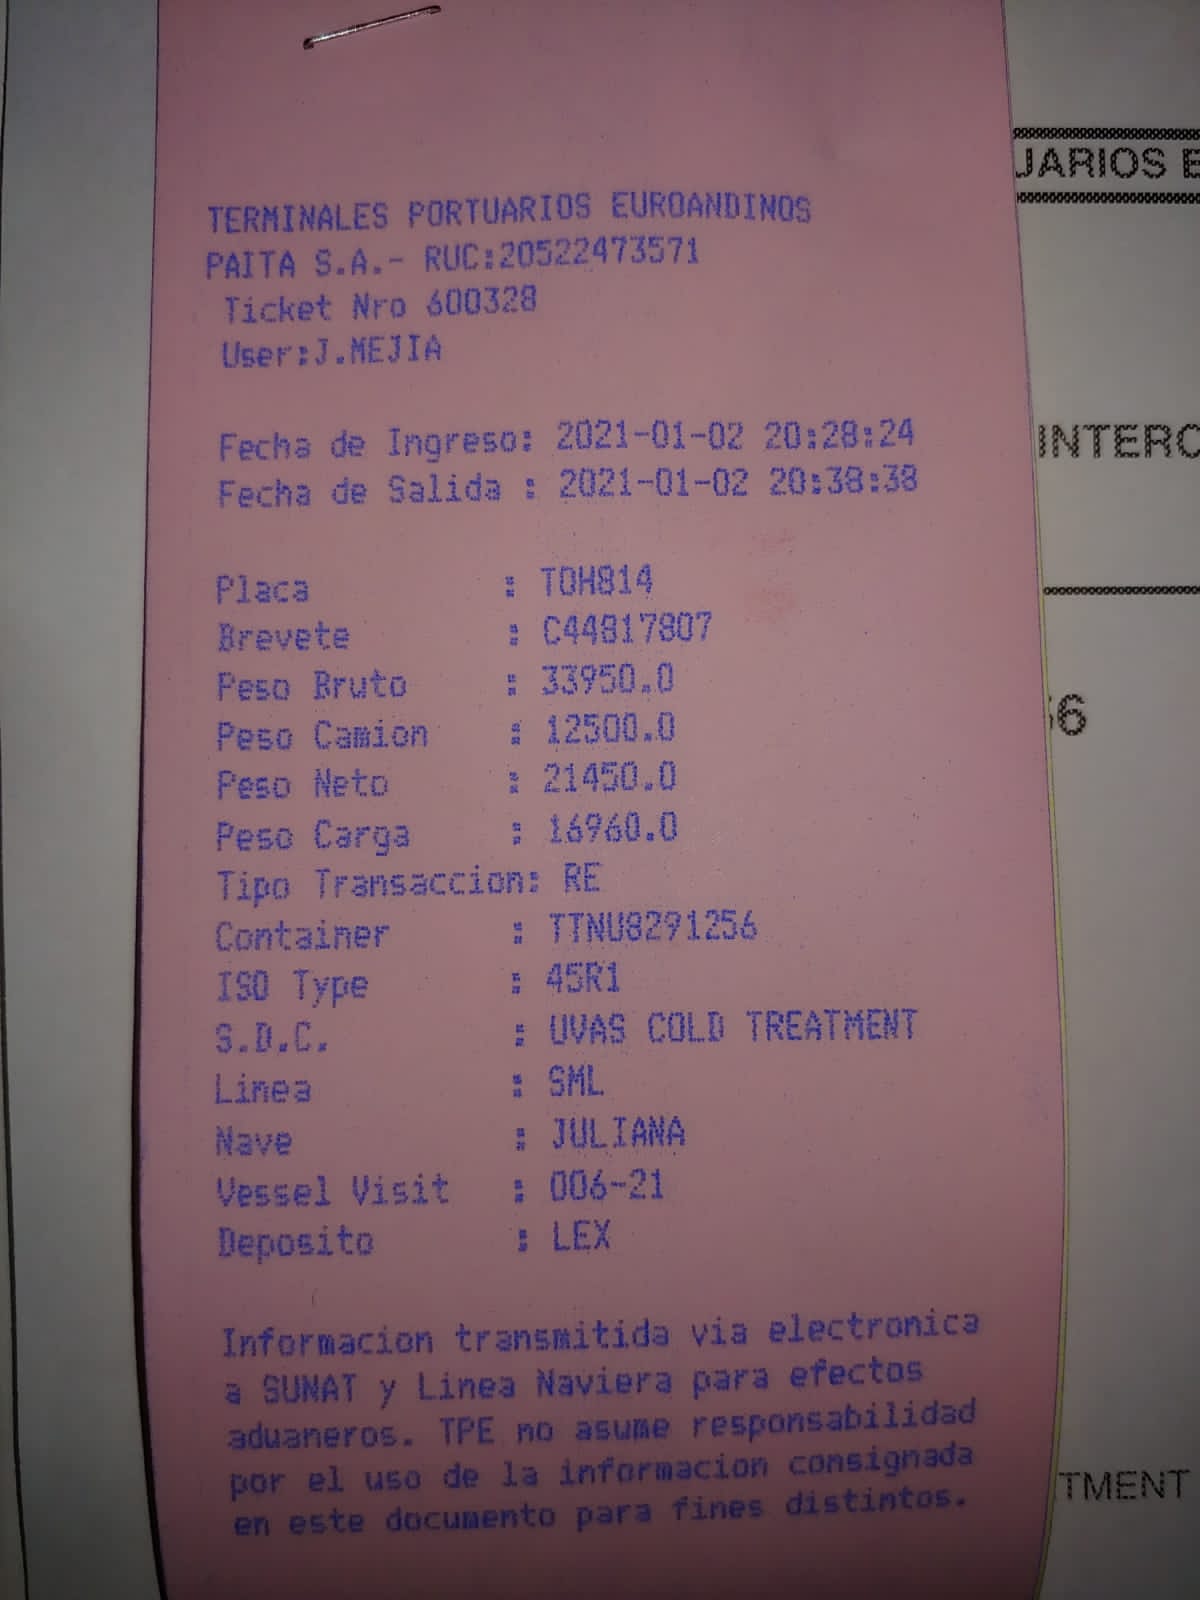 TERMINALES PORTUARIOS EUROANDINOS
PAITA S.A.- RUC:20522473571
Ticket Nro 600328
User:J.MEJIA
Fecha de Ingreso: 2021-01-02 20:28:24
Fecha de Salida : 2021-01-02 20:38:38
Placa : TOH814
Brevete : C44817807
Peso Bruto : 33950.0
Peso Camion : 12500.0
Peso Neto : 21450.0
Peso Carga : 16960.0
Tipo Transaccion: RE
Container : TTNU8291256
ISO Type : 45R1
S.D.C. : UVAS COLD TREATMENT
Linea : SML
Nave : JULIANA
Vessel Visit : 006-21
Deposito : LEX
Informacion transmitida via electronica
a SUNAT y Linea Naviera para efectos
aduaneros. TPE no asume responsabilidad
por el uso de la informacion consignada
en este documento para fines distintos.
UARIOS E
INTERC
6
TMENT